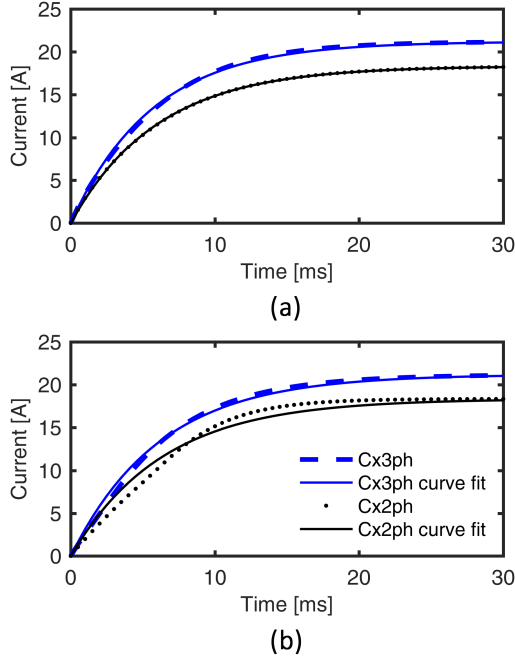 25
20
15
10
5
0
Current [A]
0 10 20 30
Time [ms]
(a)
25
20
15
10
5
0
Current [A]
Cx3ph
Cx3ph curve fit
Cx2ph
Cx2ph curve fit
0 10 20 30
Time [ms]
(b)